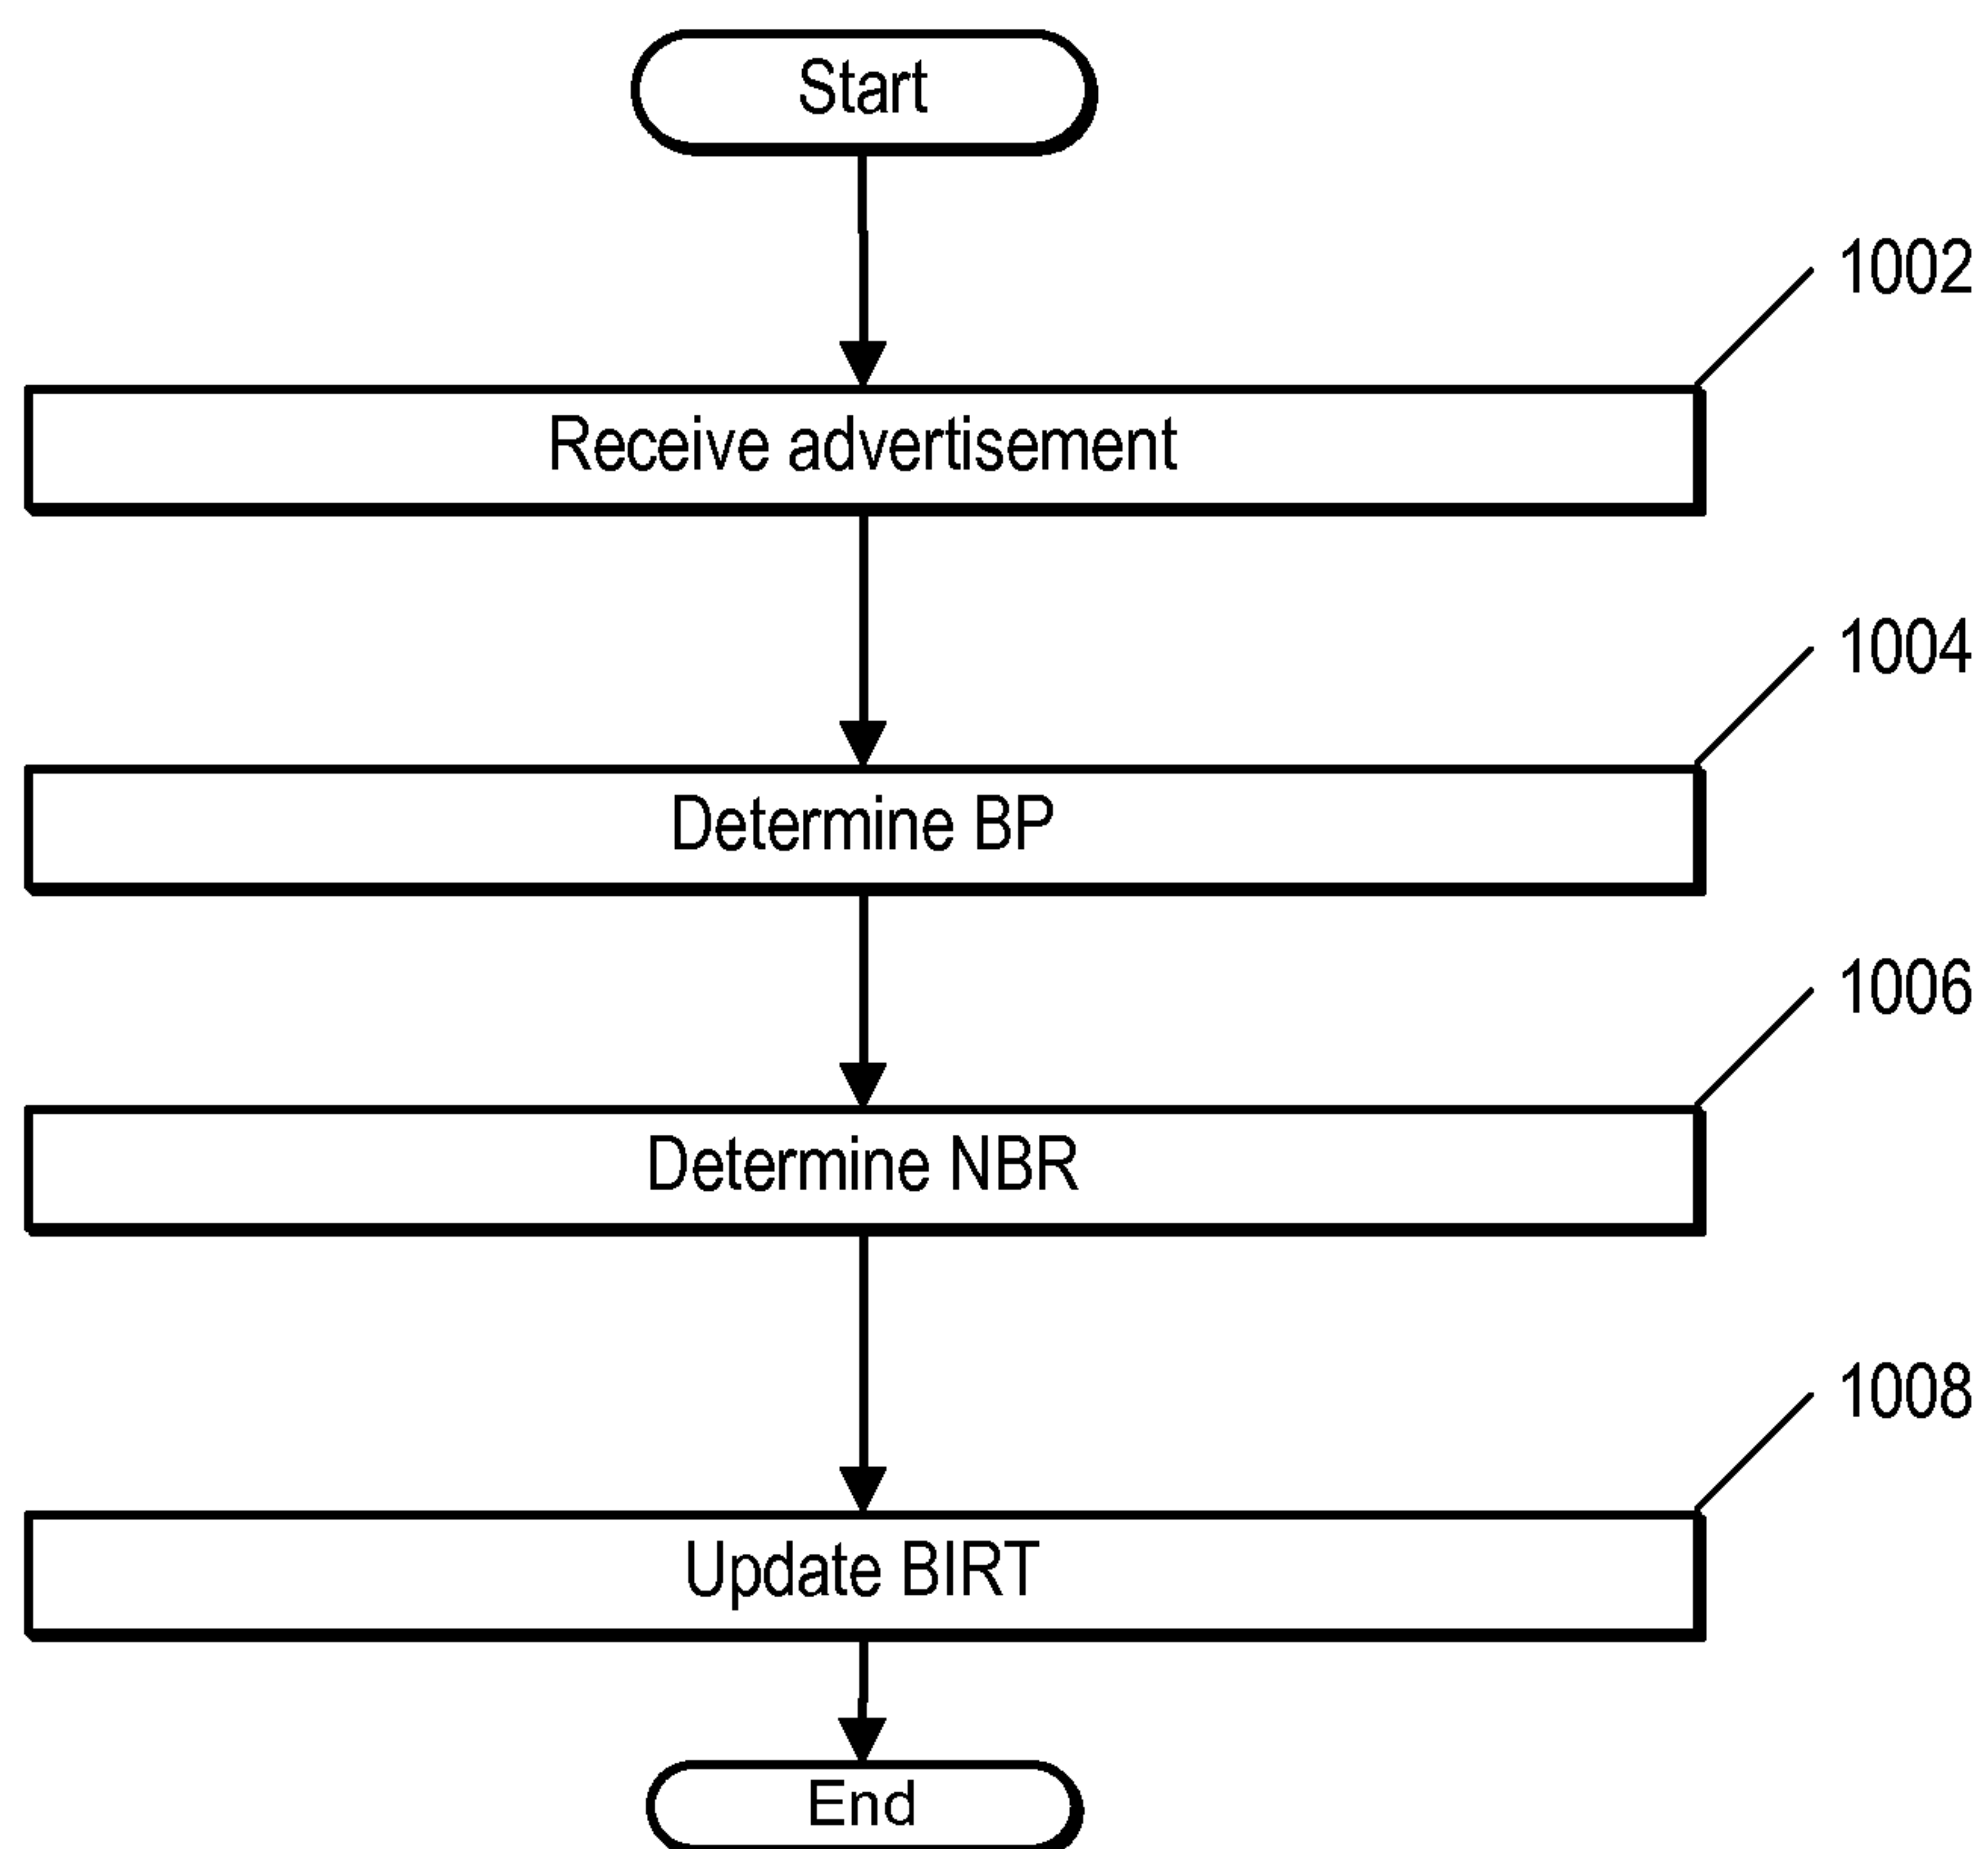 Start
1002
Receive advertisement
1004
Determine BP
1006
Determine NBR
1008
Update BIRT
End